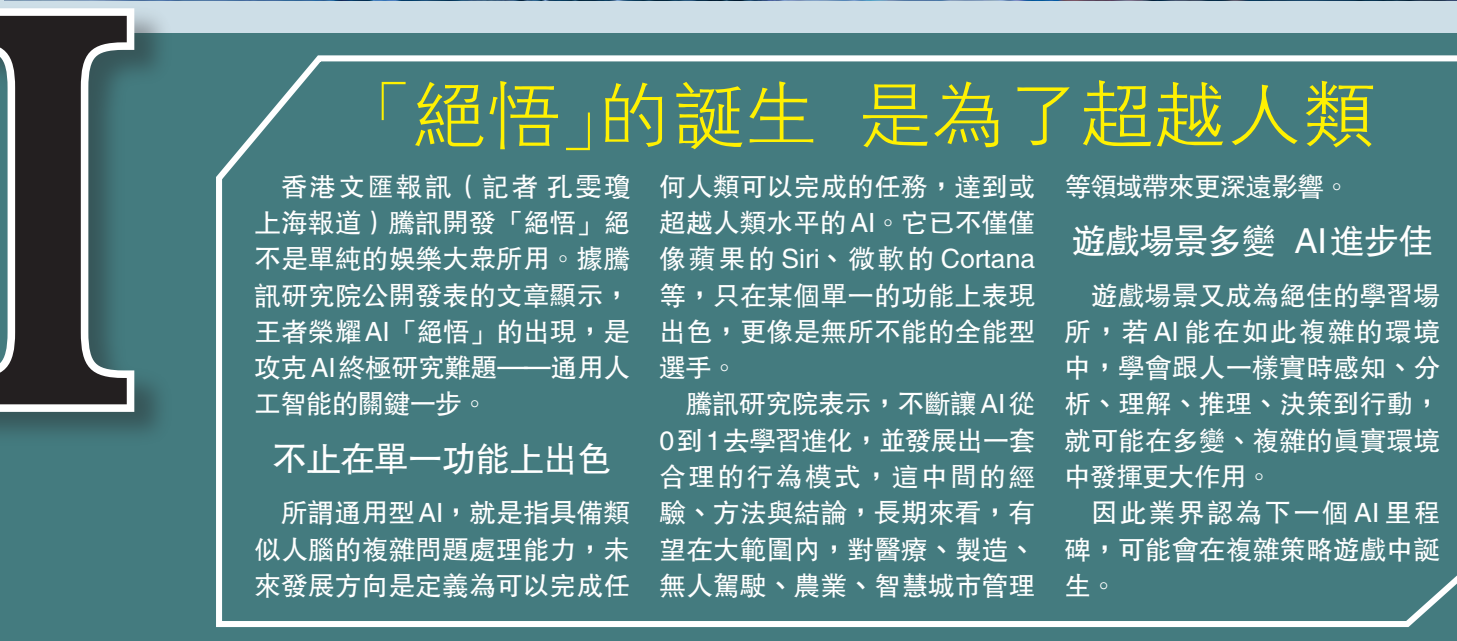 I
「絕悟」的誕生 是為了超越人類
香港文匯報訊(記者 孔雯瓊
上海報道)騰訊開發「絕悟」絕
不是單純的娛樂大衆所用。據騰
訊研究院公開發表的文章顯示,
王者榮耀AI「絕悟」的出現,是
攻克AI終極研究難題——通用人
工智能的關鍵一步。
不止在單一功能上出色
所謂通用型AI,就是指具備類
似人腦的複雜問題處理能力,未
來發展方向是定義為可以完成任
何人類可以完成的任務,達到或
超越人類水平的AI。它已不僅僅
像蘋果的 Siri、微軟的 Cortana
等,只在某個單一的功能上表現
出色,更像是無所不能的全能型
選手。
騰訊研究院表示,不斷讓AI從
0到1去學習進化,並發展出一套
合理的行為模式,這中間的經
驗、方法與結論,長期來看,有
望在大範圍內,對醫療、製造、
無人駕駛、農業、智慧城市管理
等領域帶來更深遠影響。
遊戲場景多變 AI進步佳
遊戲場景又成為絕佳的學習場
所,若AI能在如此複雜的環境
中,學會跟人一樣實時感知、分
析、理解、推理、決策到行動,
就可能在多變、複雜的眞實環境
中發揮更大作用。
因此業界認為下一個AI里程
碑,可能會在複雜策略遊戲中誕
生。